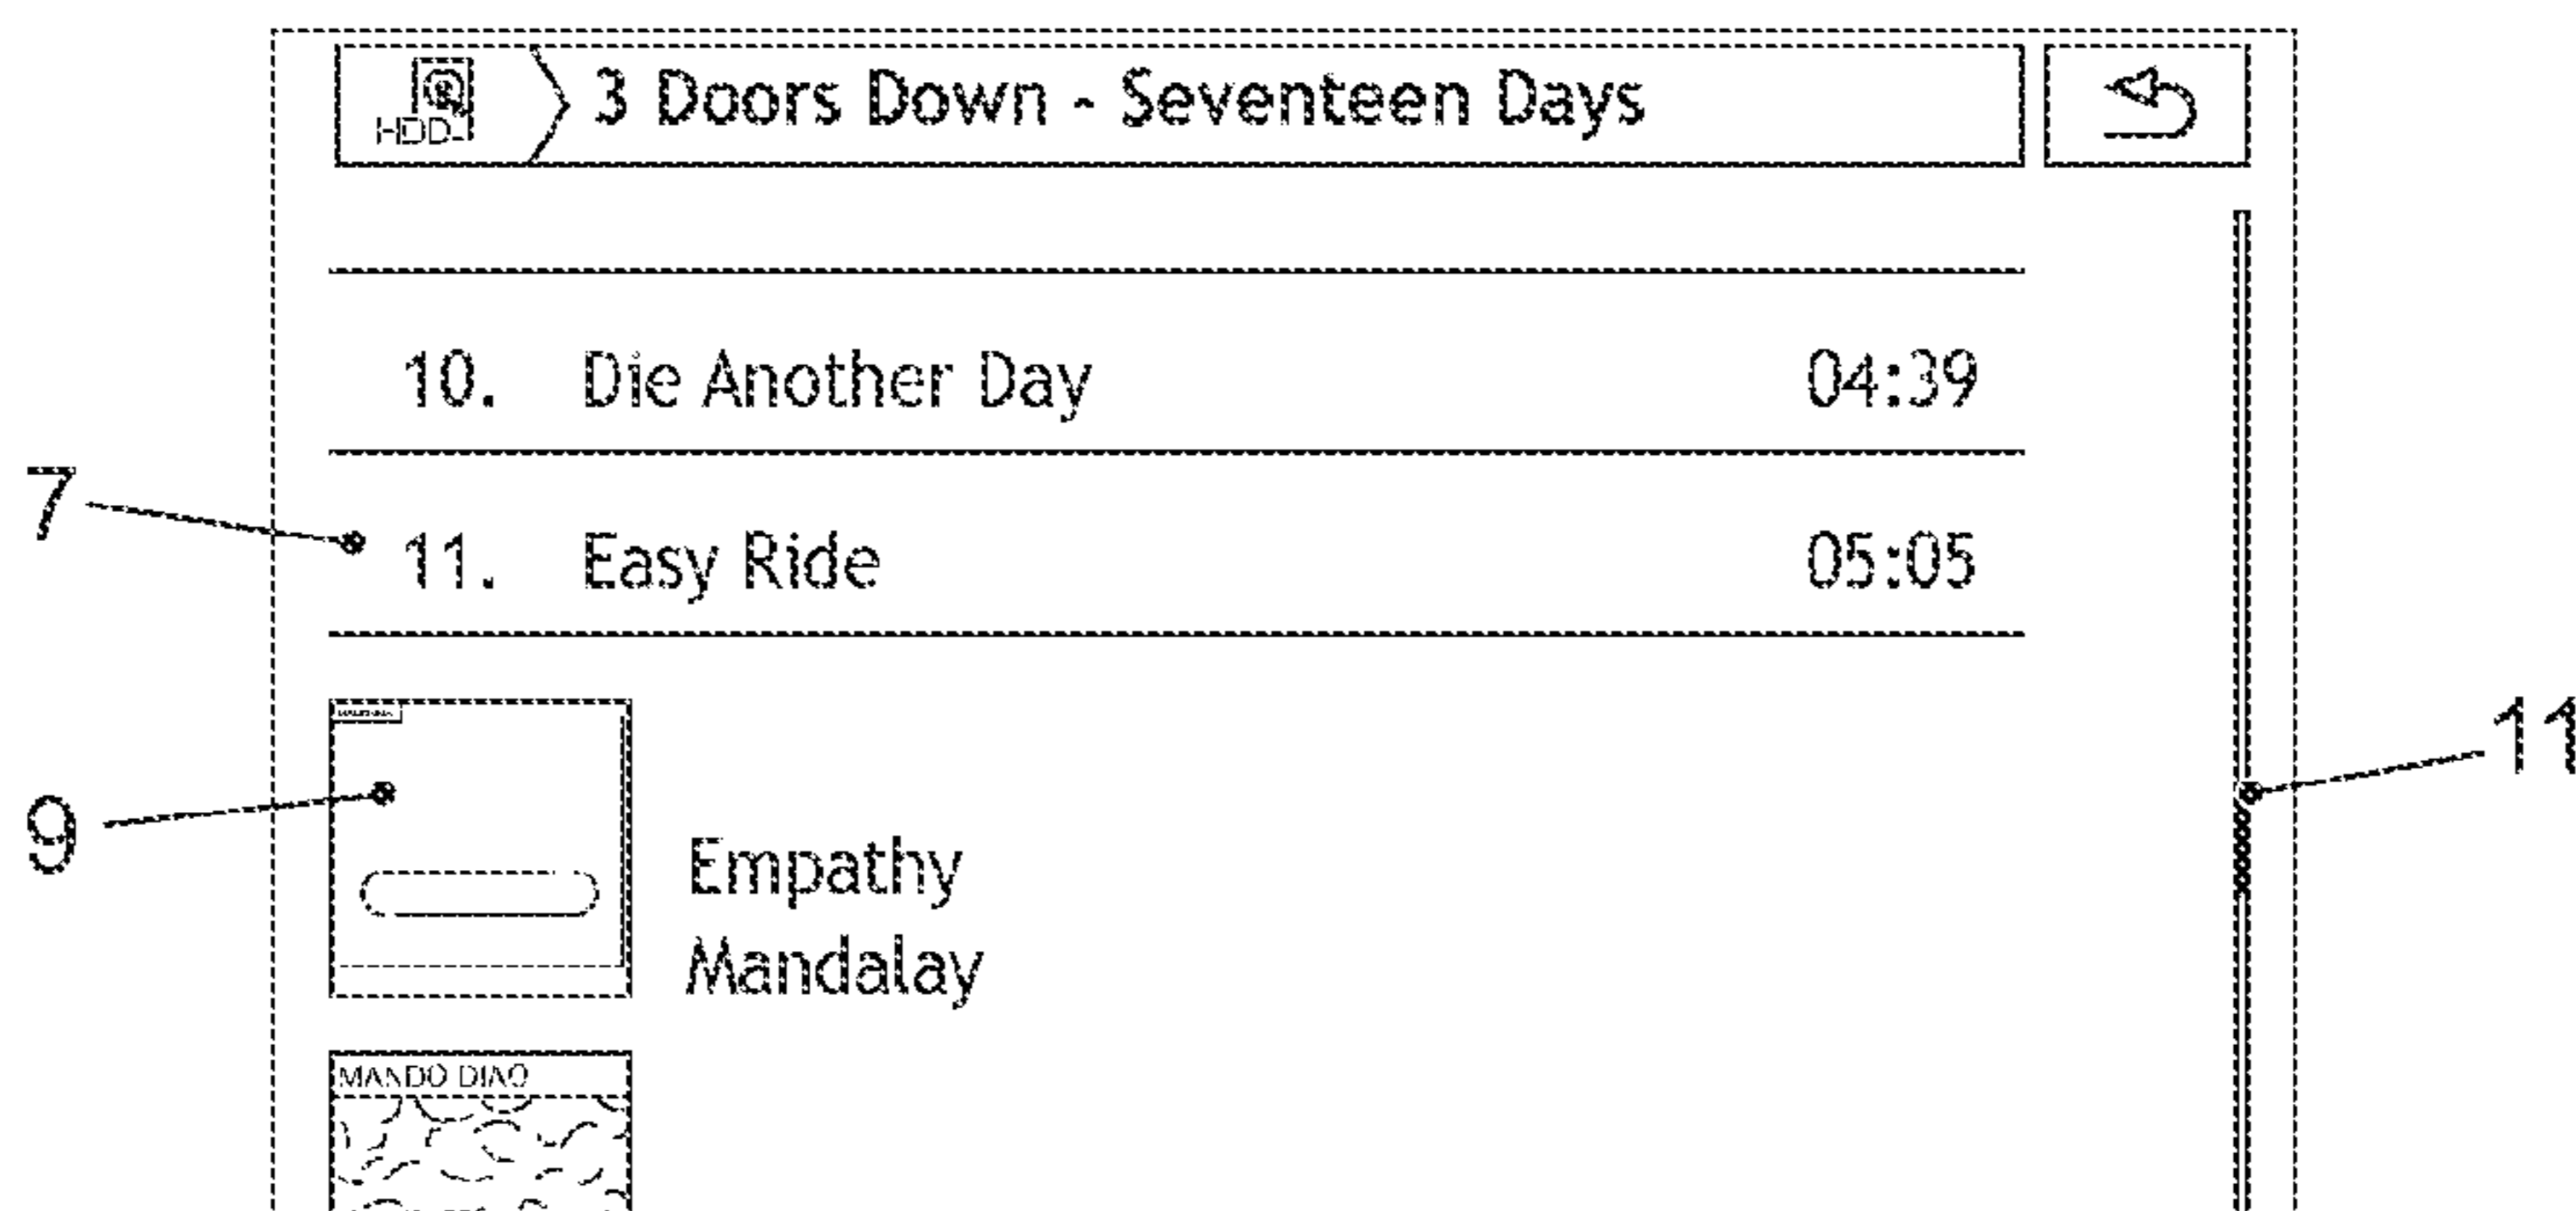 HDD
3 Doors Down - Seventeen Days
10. Die Another Day 04:39
7
11. Easy Ride 05:05
11
9
Empathy
Mandalay
MANDO DIAO